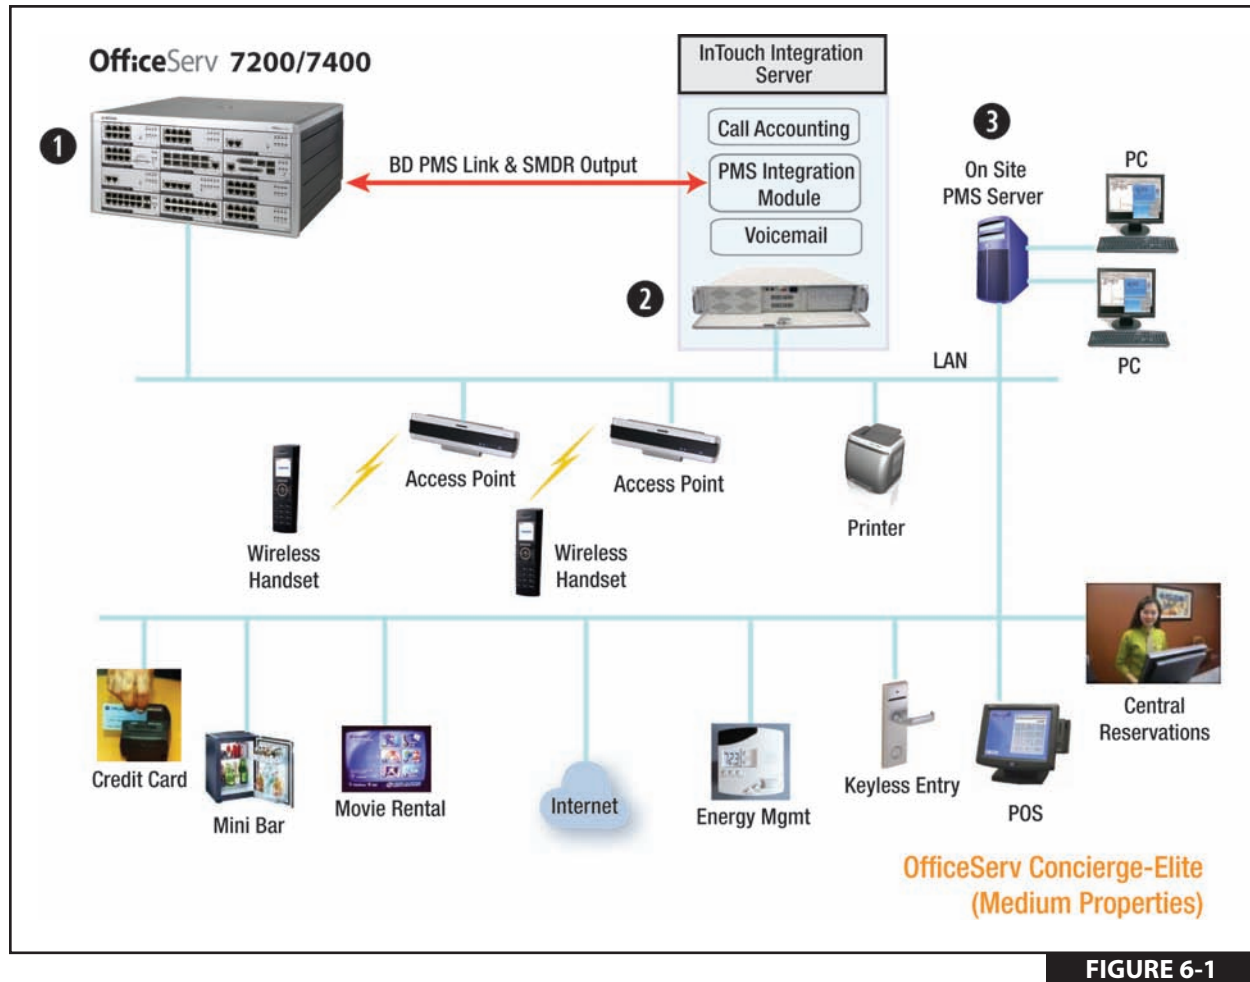 OfficeServ 7200/7400
InTouch Integration
Server
1
Call Accounting
3
BD PMS Link & SMDR Output
PMS Integration
Module
On Site
PMS Server
PC
Voicemail
2
LAN
PC
Access Point
Access Point
Printer
Wireless
Handset
Wireless
Handset
Central
Reservations
Credit Card
Mini Bar
Movie Rental
Internet
Energy Mgmt
Keyless Entry
POS
OfficeServ Concierge-Elite
(Medium Properties)
FIGURE 6-1